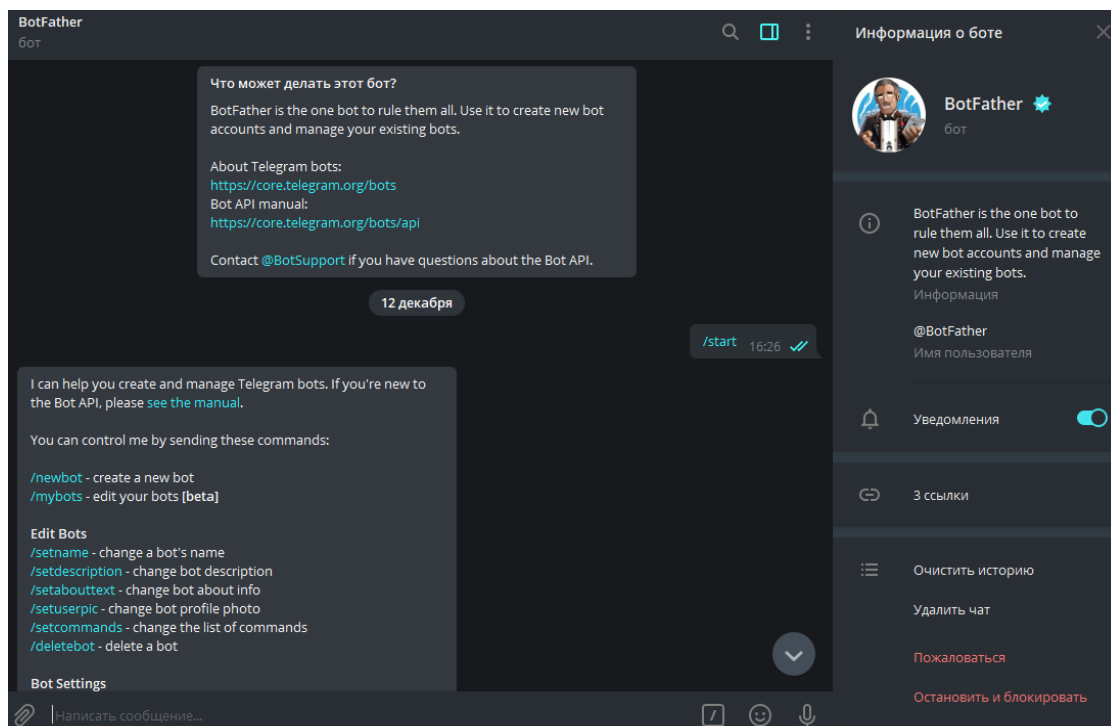 BotFather
бот
Что может делать этот бот?
BotFather is the one bot to rule them all. Use it to create new bot
accounts and manage your existing bots.
About Telegram bots:
https://core.telegram.org/bots
Bot API manual:
https://core.telegram.org/bots/api
Contact @BotSupport if you have questions about the Bot API.
12 декабря
/start 16:26
I can help you create and manage Telegram bots. If you're new to
the Bot API, please see the manual.
You can control me by sending these commands:
/newbot - create a new bot
/mybots - edit your bots [beta]
Edit Bots
/setname - change a bot's name
/setdescription - change bot description
/setabouttext - change bot about info
/setuserpic - change bot profile photo
/setcommands - change the list of commands
/deletebot - delete a bot
Bot Settings
Написать сообщение...
Информация о боте
BotFather
бот
BotFather is the one bot to
rule them all. Use it to create
new bot accounts and manage
your existing bots.
Информация
@BotFather
Имя пользователя
Уведомления
3 ссылки
Очистить историю
Удалить чат
Пожаловаться
Остановить и блокировать